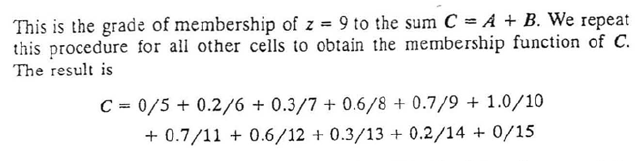 This is the grade of membership of z = 9 to the sum C = A + B. We repeat
this procedure for all other cells to obtain the membership function of C.
The result is
C = 0/5 + 0.2/6 + 0.3/7 + 0.6/8 + 0.7/9 + 1.0/10
+ 0.7/11 + 0.6/12 + 0.3/13 + 0.2/14 + 0/15